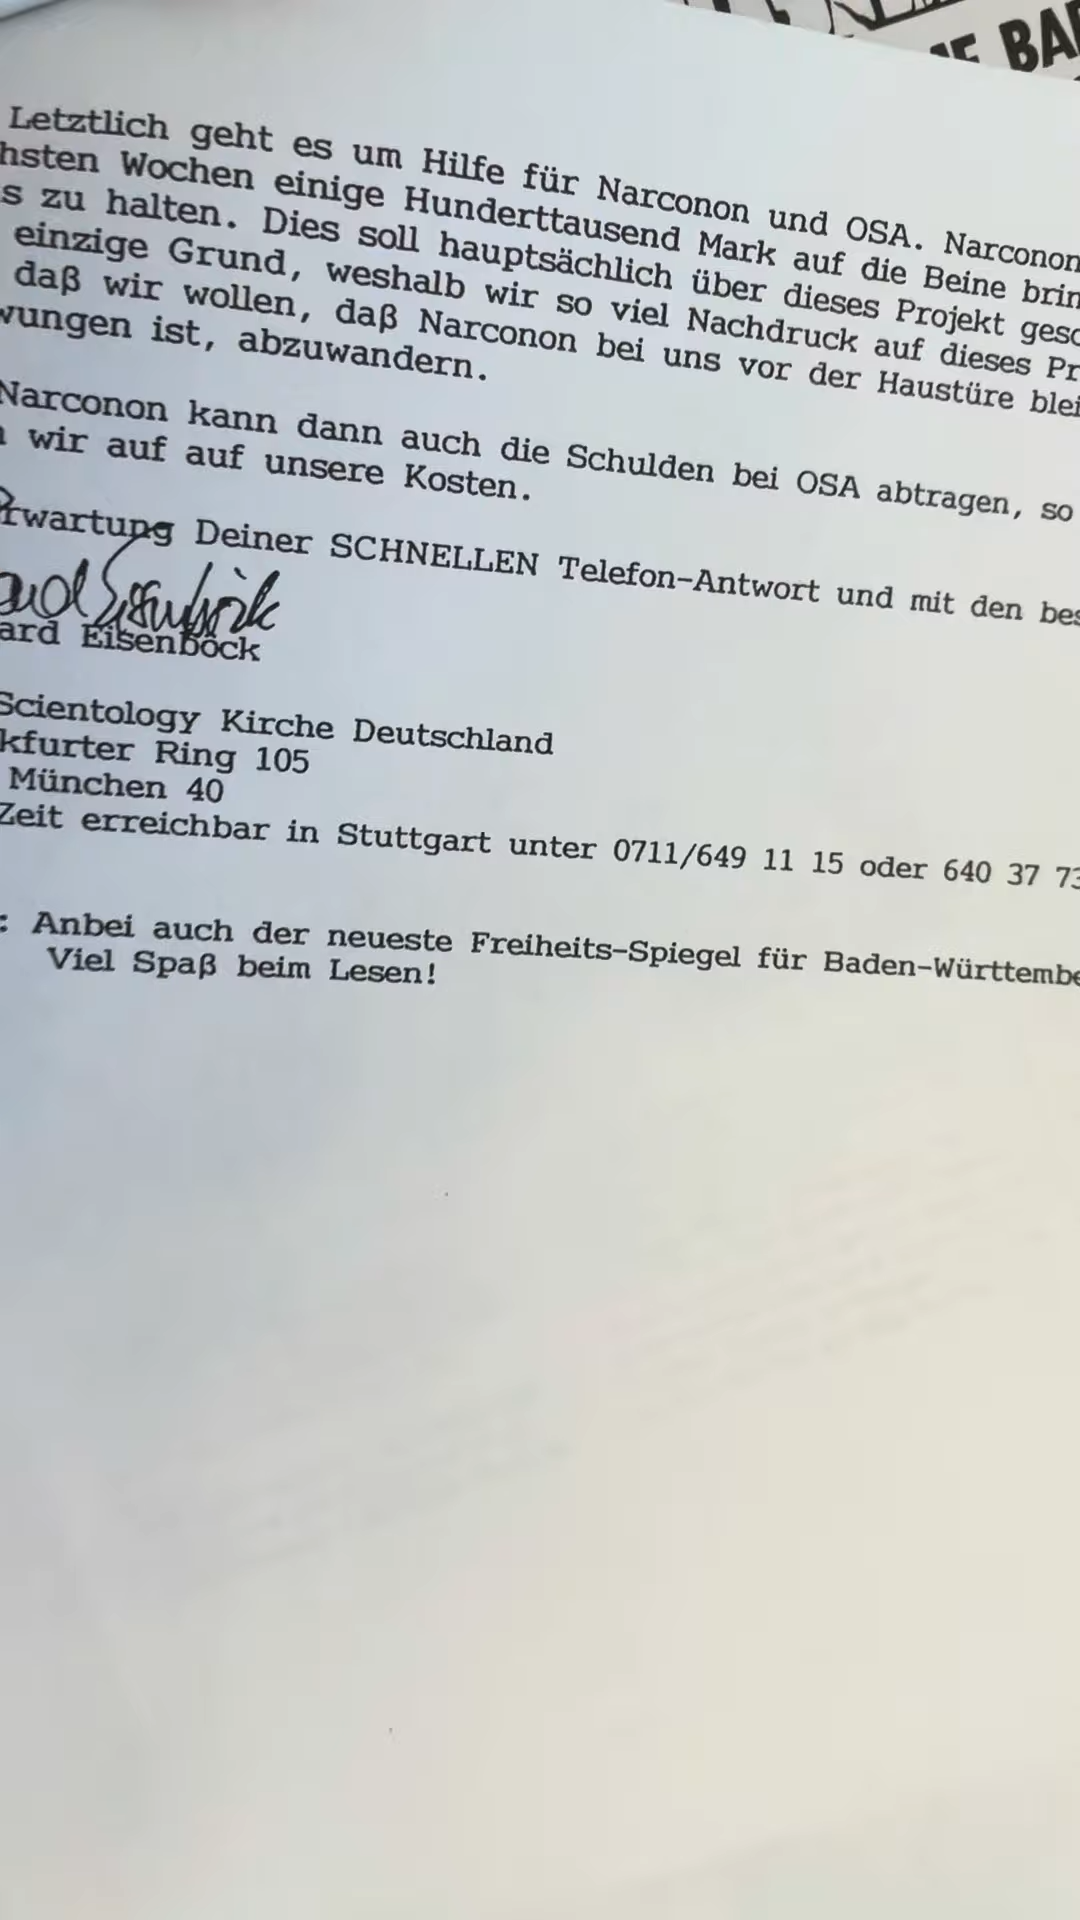 BA
Letztlich geht es um Hilfe für Narconon und OSA. Narconon
hsten Wochen einige Hunderttausend Mark auf die Beine brin
s zu halten. Dies soll hauptsächlich über dieses Projekt gesc
einzige Grund, weshalb wir so viel Nachdruck auf dieses Pr
daß wir wollen, daß Narconon bei uns vor der Haustüre blei
wungen ist, abzuwandern.
Narconon kann dann auch die Schulden bei OSA abtragen, so
wir auf auf unsere Kosten.
rwartung Deiner SCHNELLEN Telefon-Antwort und mit den bes
ard Eisenböck
Scientology Kirche Deutschland
kfurter Ring 105
München 40
Zeit erreichbar in Stuttgart unter 0711/649 11 15 oder 640 37 73
: Anbei auch der neueste Freiheits-Spiegel für Baden-Württembe
Viel Spaß beim Lesen!